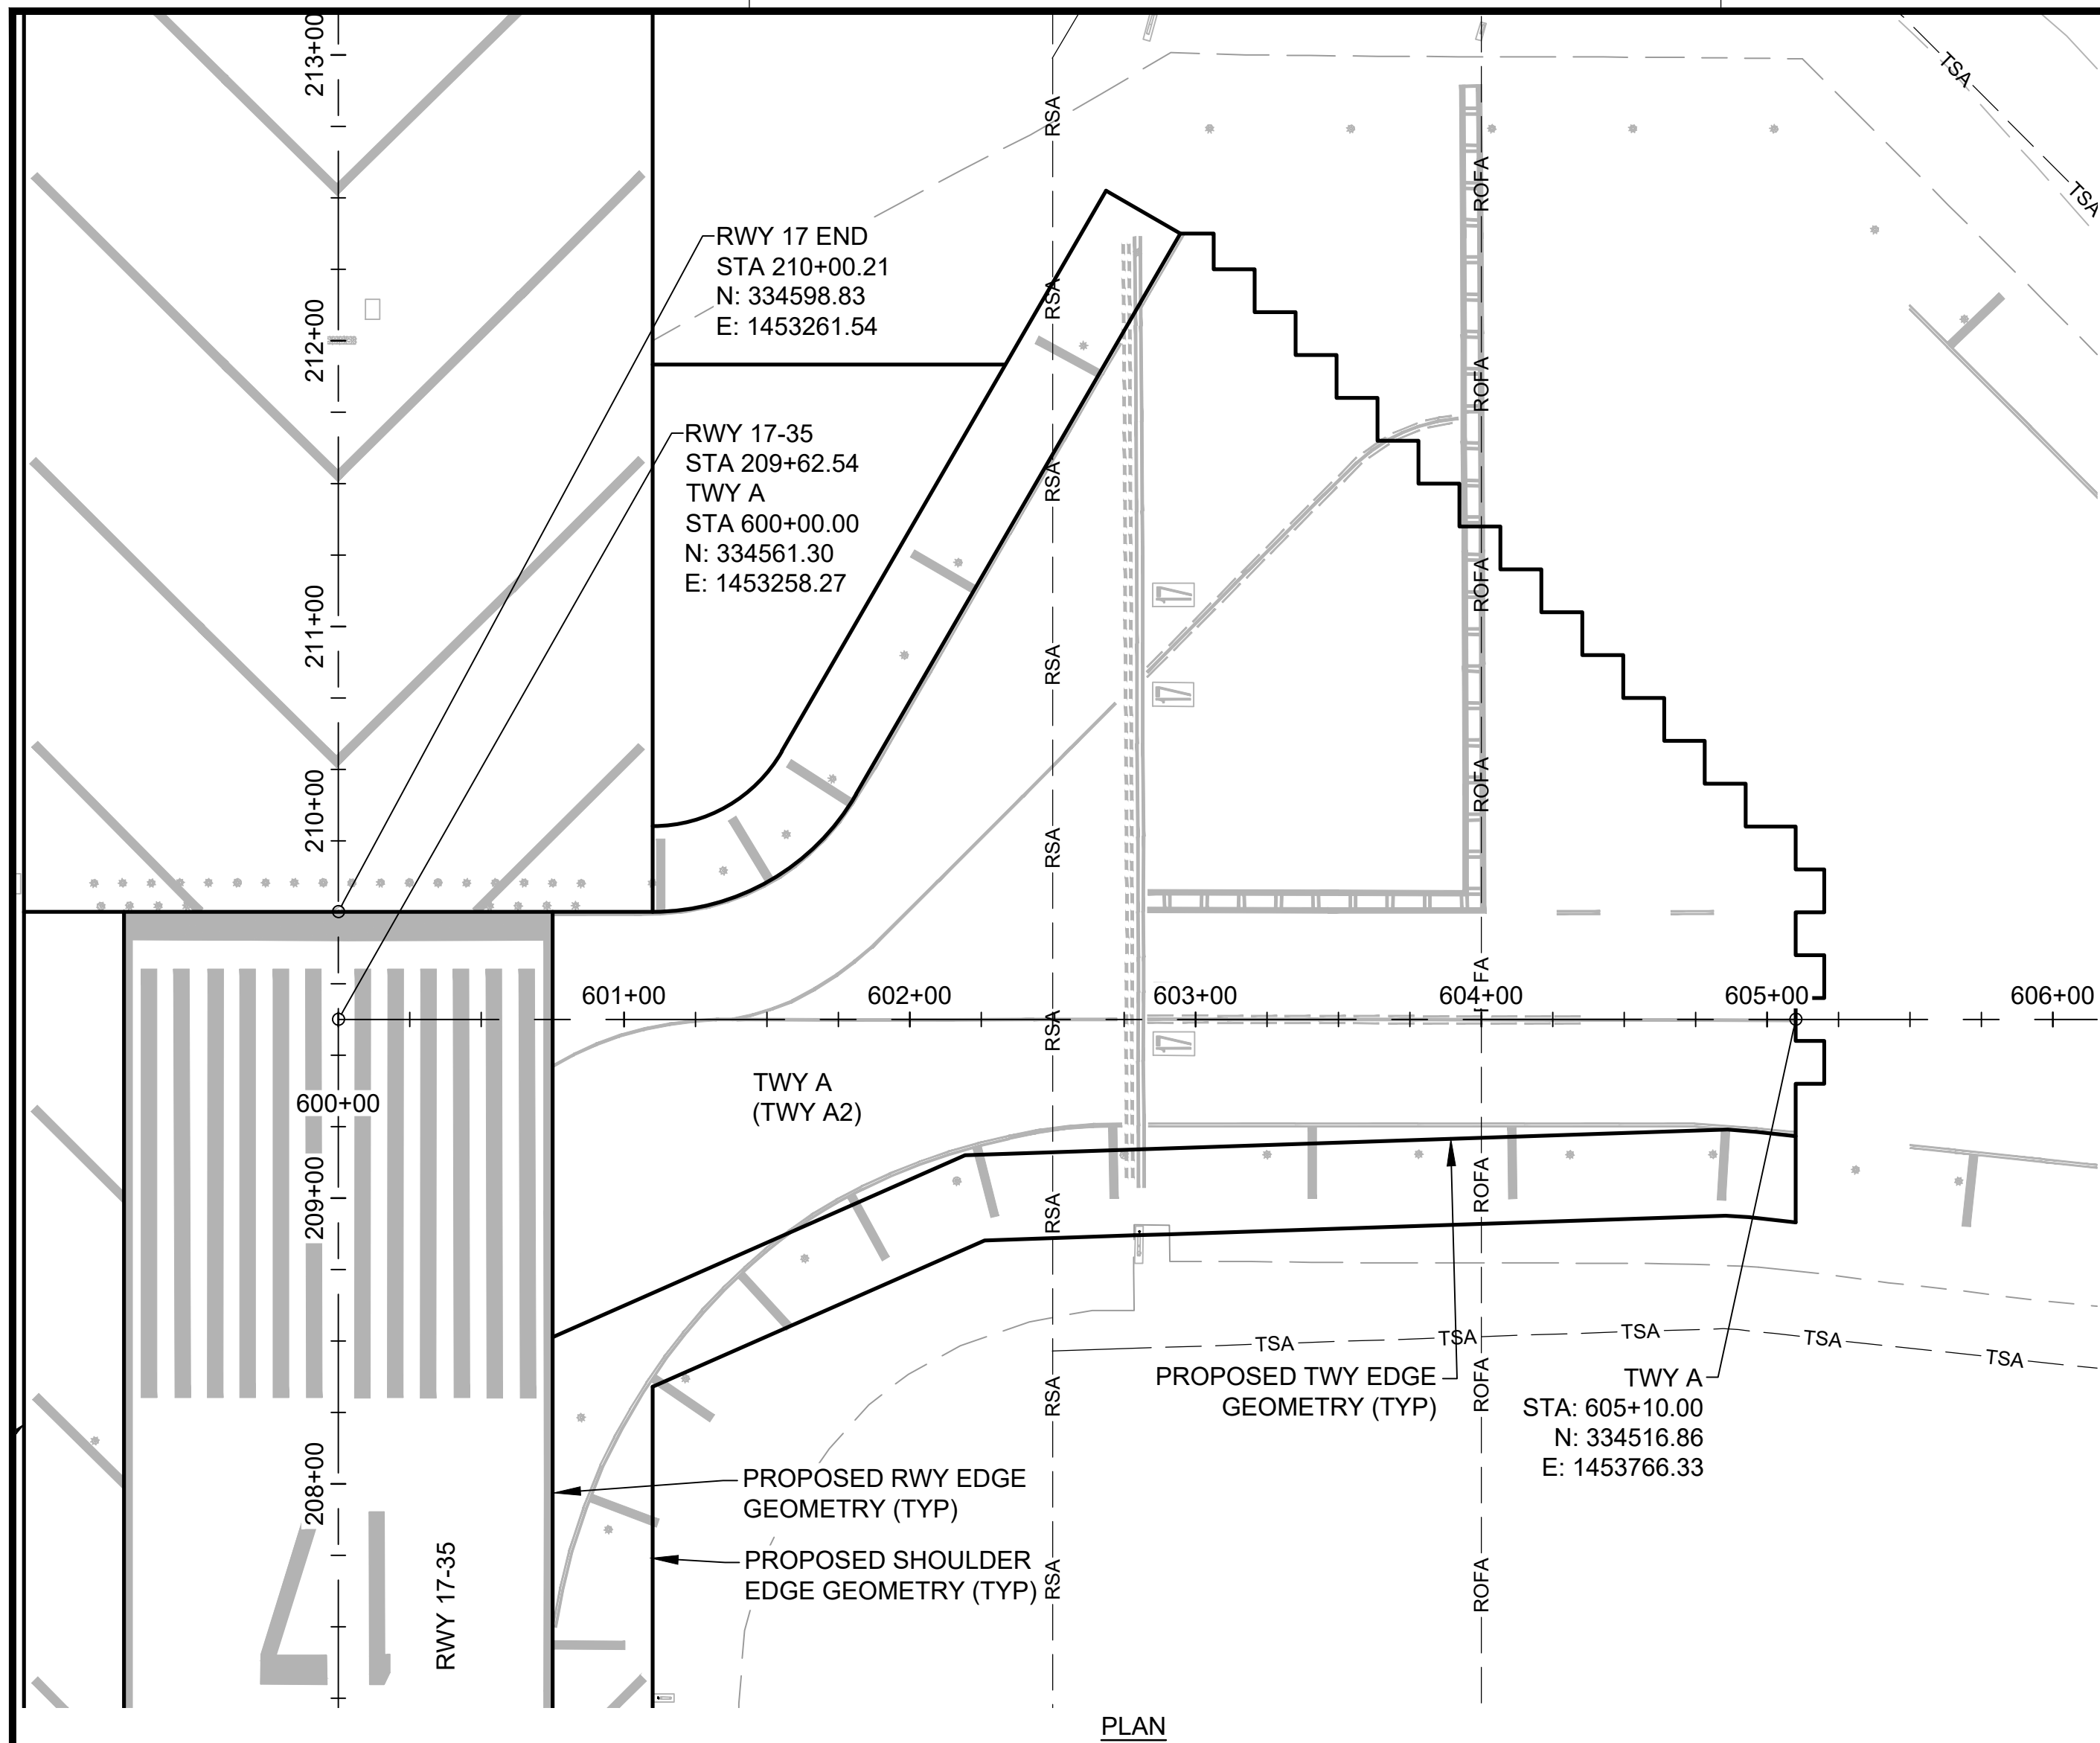 213+00
212+00
211+00
210+00
209+00
208+00
RWY 17 END
STA 210+00.21
N: 334598.83
E: 1453261.54
RWY 17-35
STA 209+62.54
TWY A
STA 600+00.00
N: 334561.30
E: 1453258.27
RSA
RSA
RSA
RSA
RSA
RSA
RSA
RSA
RSA
ROFA
ROFA
ROFA
ROFA
ROFA
ROFA
ROFA
TSA
TSA
17
17
17
600+00
601+00
602+00
603+00
604+00
605+00
606+00
TWY A
(TWY A2)
TSA
TSA
TSA
TSA
TSA
PROPOSED TWY EDGE
GEOMETRY (TYP)
TWY A
STA: 605+10.00
N: 334516.86
E: 1453766.33
PROPOSED RWY EDGE
GEOMETRY (TYP)
PROPOSED SHOULDER
EDGE GEOMETRY (TYP)
17
RWY 17-35
PLAN